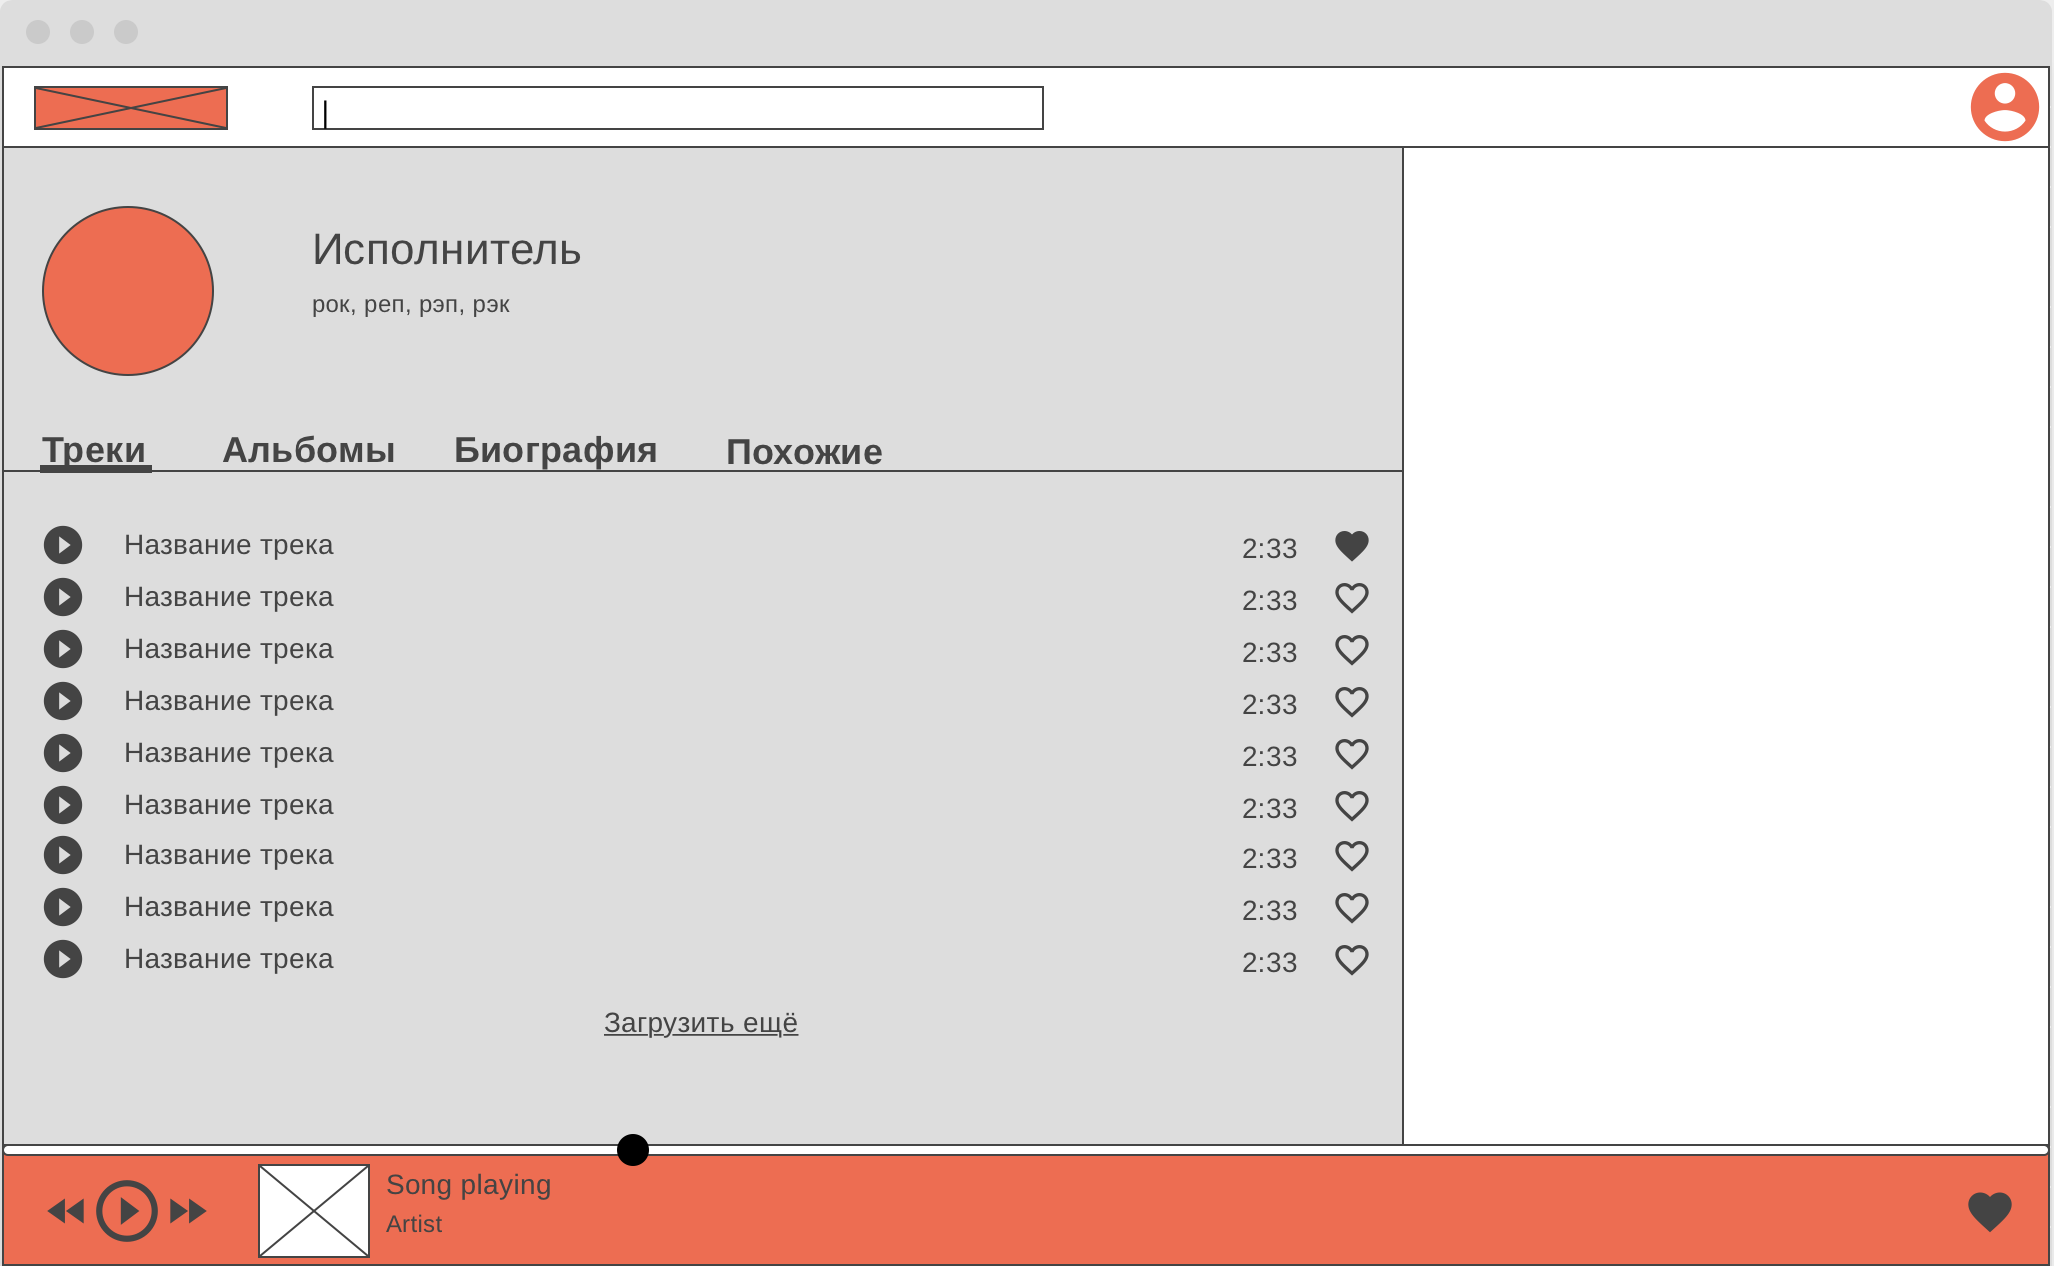 Исполнитель
рок, реп, рэп, рэк
Треки Альбомы Биография Похожие
Название трека 2:33
Название трека 2:33
Название трека 2:33
Название трека 2:33
Название трека 2:33
Название трека 2:33
Название трека 2:33
Название трека 2:33
Название трека 2:33
Загрузить ещё
Song playing
Artist